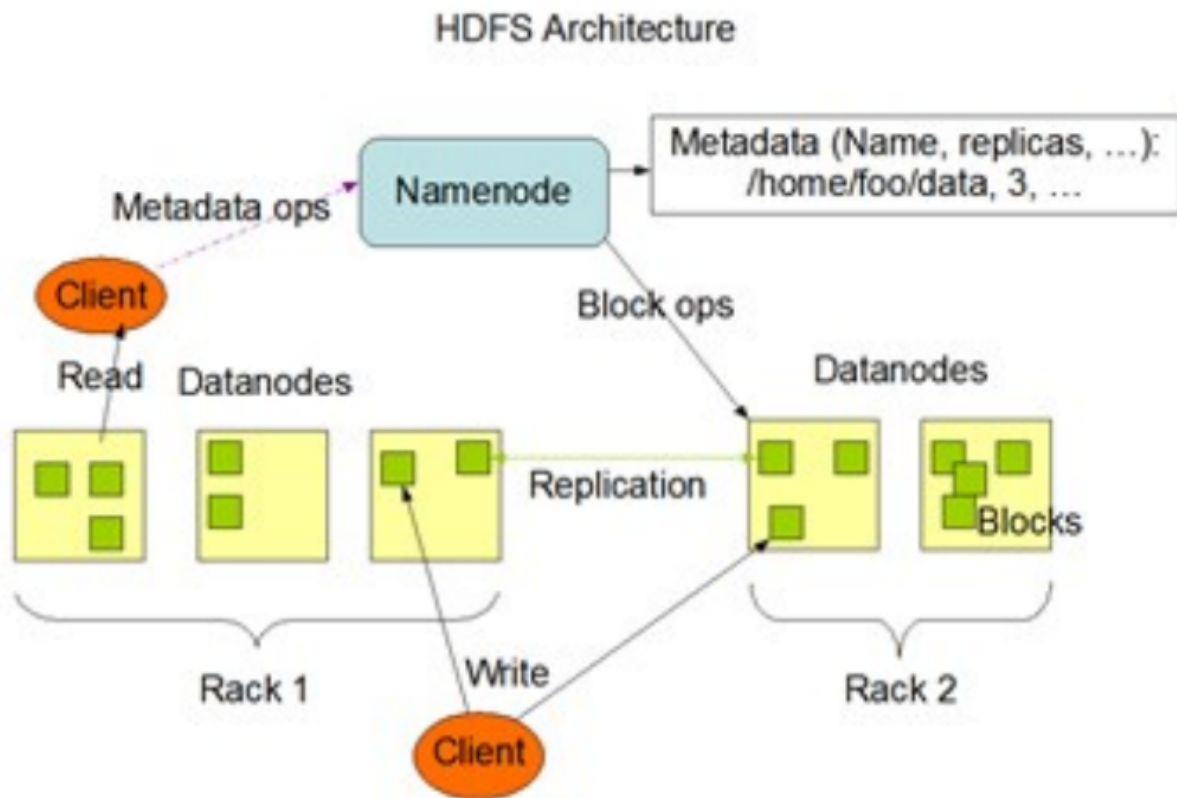 HDFS Architecture
Metadata (Name, replicas, ...):
/home/foo/data, 3, ...
Namenode
Metadata ops
Client
Block ops
Read
Datanodes
Datanodes
Replication
Blocks
Rack 1
Write
Rack 2
Client